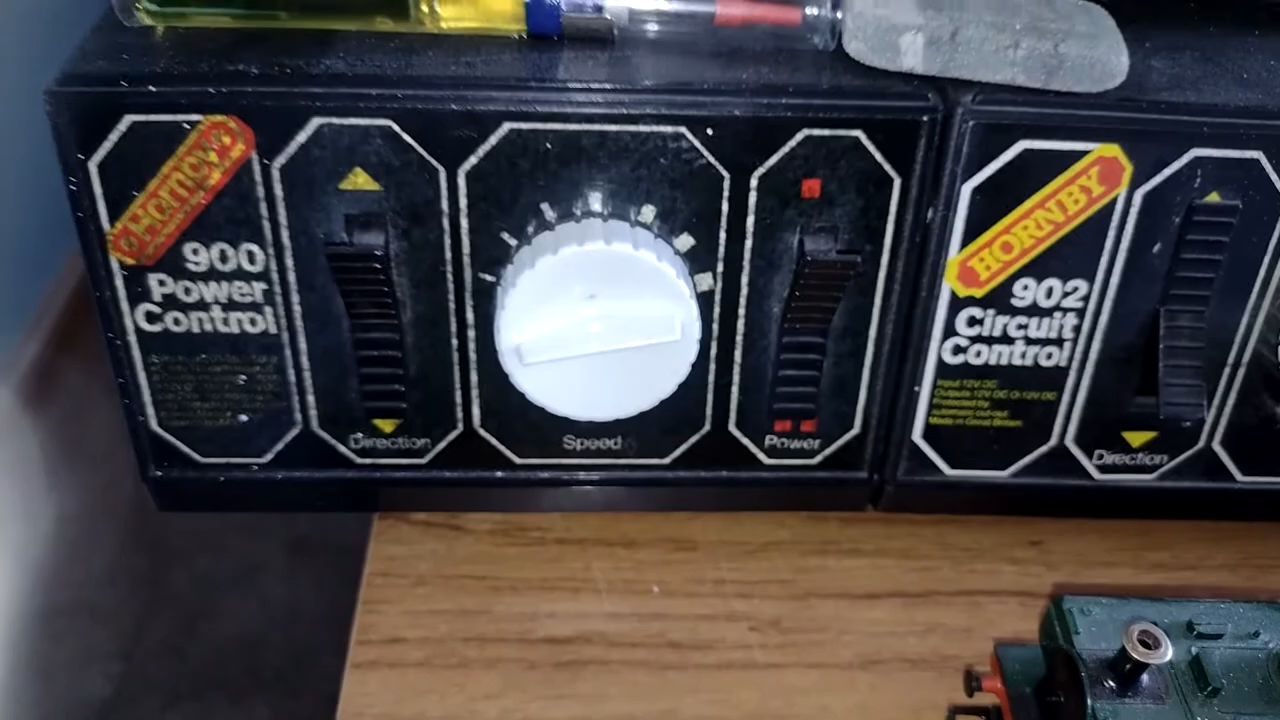 Hornby
900
Power
Control
Direction
Speed
Power
HORNBY
902
Circuit
Control
Input 12V DC
Outputs 12V DC Or 12V DC
Protected by
automatic cut-out
Made in Great Britain
Direction